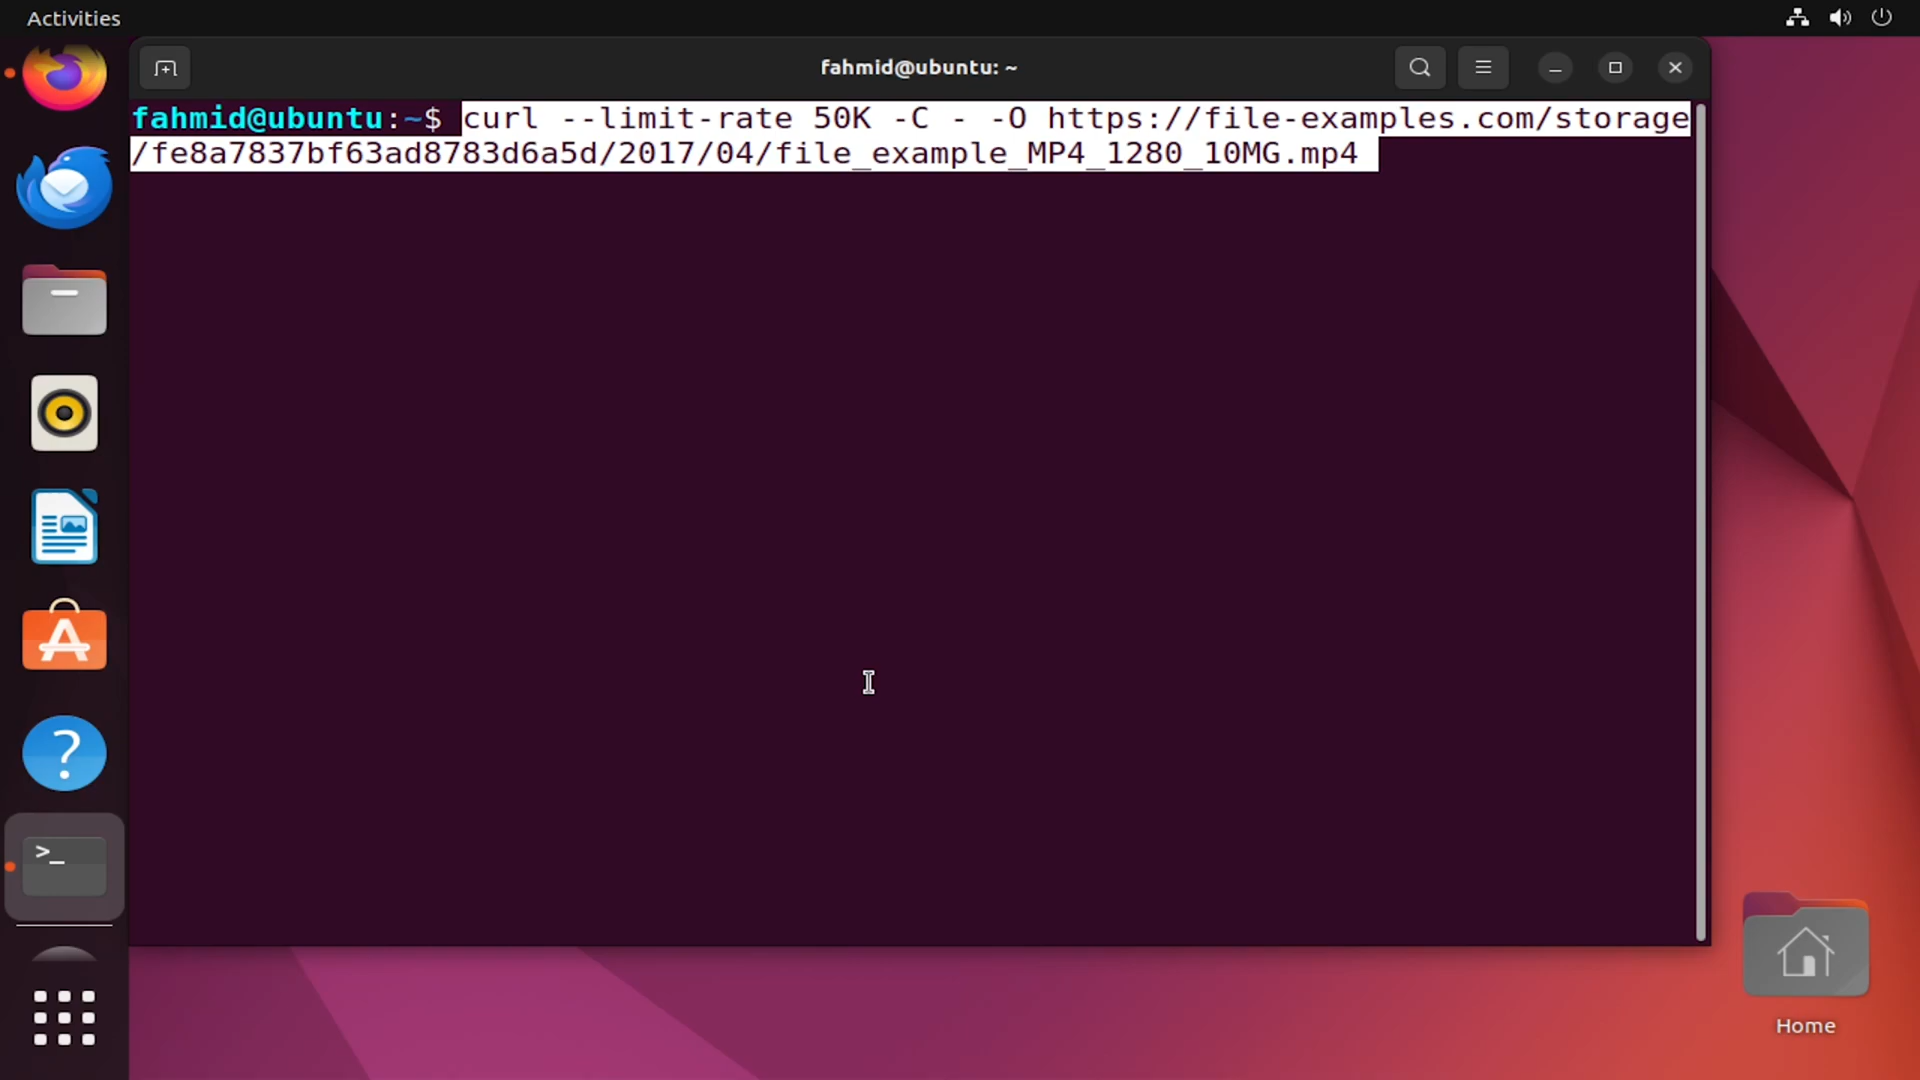 Activities
fahmid@ubuntu: ~
fahmid@ubuntu:~$ curl --limit-rate 50K -C - -O https://file-examples.com/storage
/fe8a7837bf63ad8783d6a5d/2017/04/file_example_MP4_1280_10MG.mp4
>_
Home